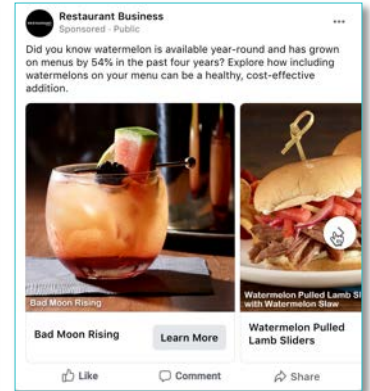 Restaurant Business
Sponsored · Public
Did you know watermelon is available year-round and has grown
on menus by 54% in the past four years? Explore how including
watermelons on your menu can be a healthy, cost-effective
addition.
Bad Moon Rising
Watermelon Pulled Lamb Sl
with Watermelon Slaw
Bad Moon Rising
Learn More
Watermelon Pulled
Lamb Sliders
Like
Comment
Share